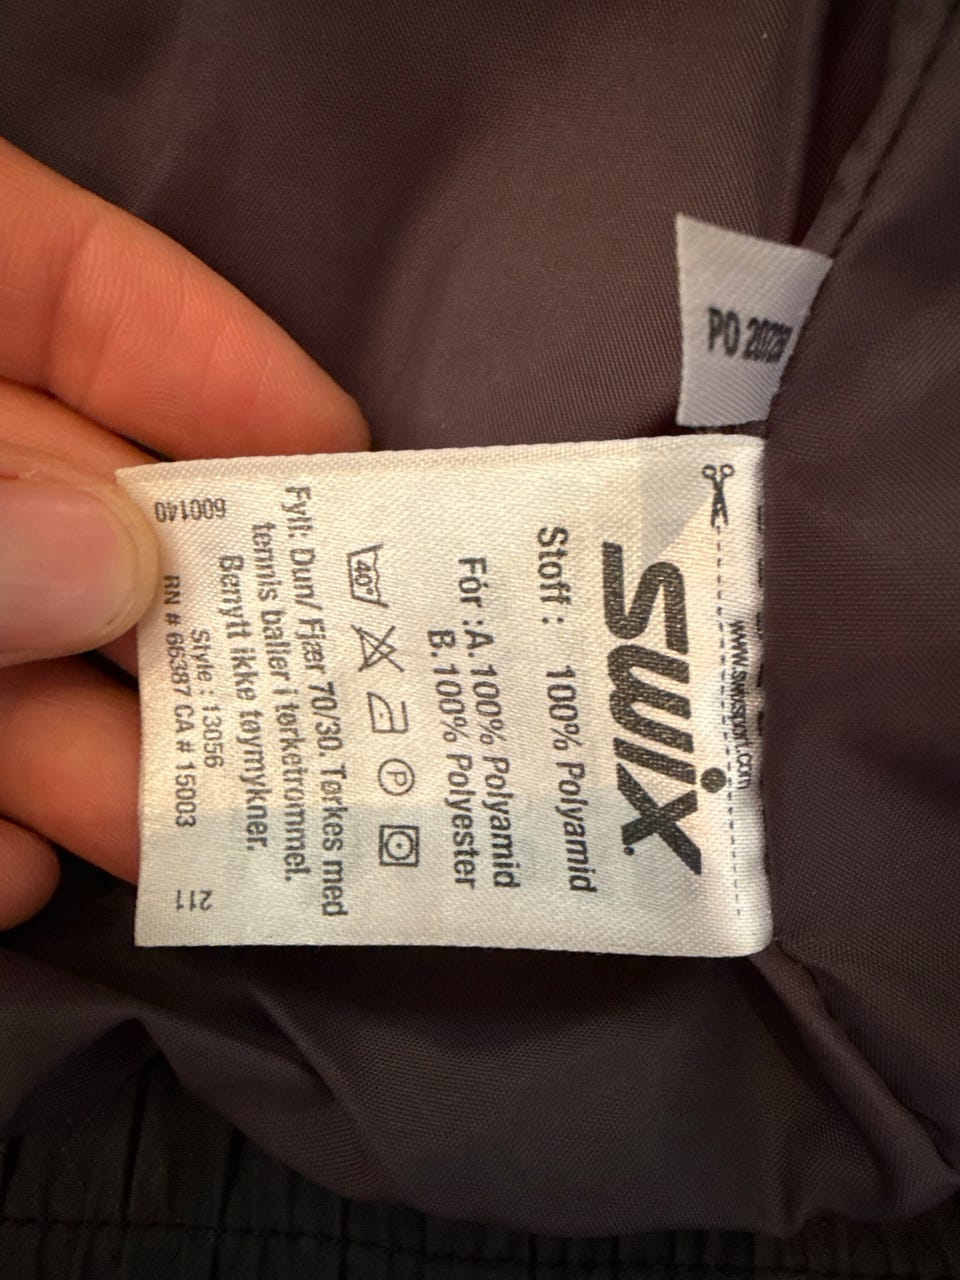 PO
www.swixsport.com
swix
Stoff : 100% Polyamid
Fór : A. 100% Polyamid
B. 100% Polyester
40°
P
Fyll: Dun/ Fjær 70/30. Tørkes med
tennis baller i tørketrommel.
Benytt ikke tøymykner.
Style : 13056
RN # 66387 CA # 15003
600140
211